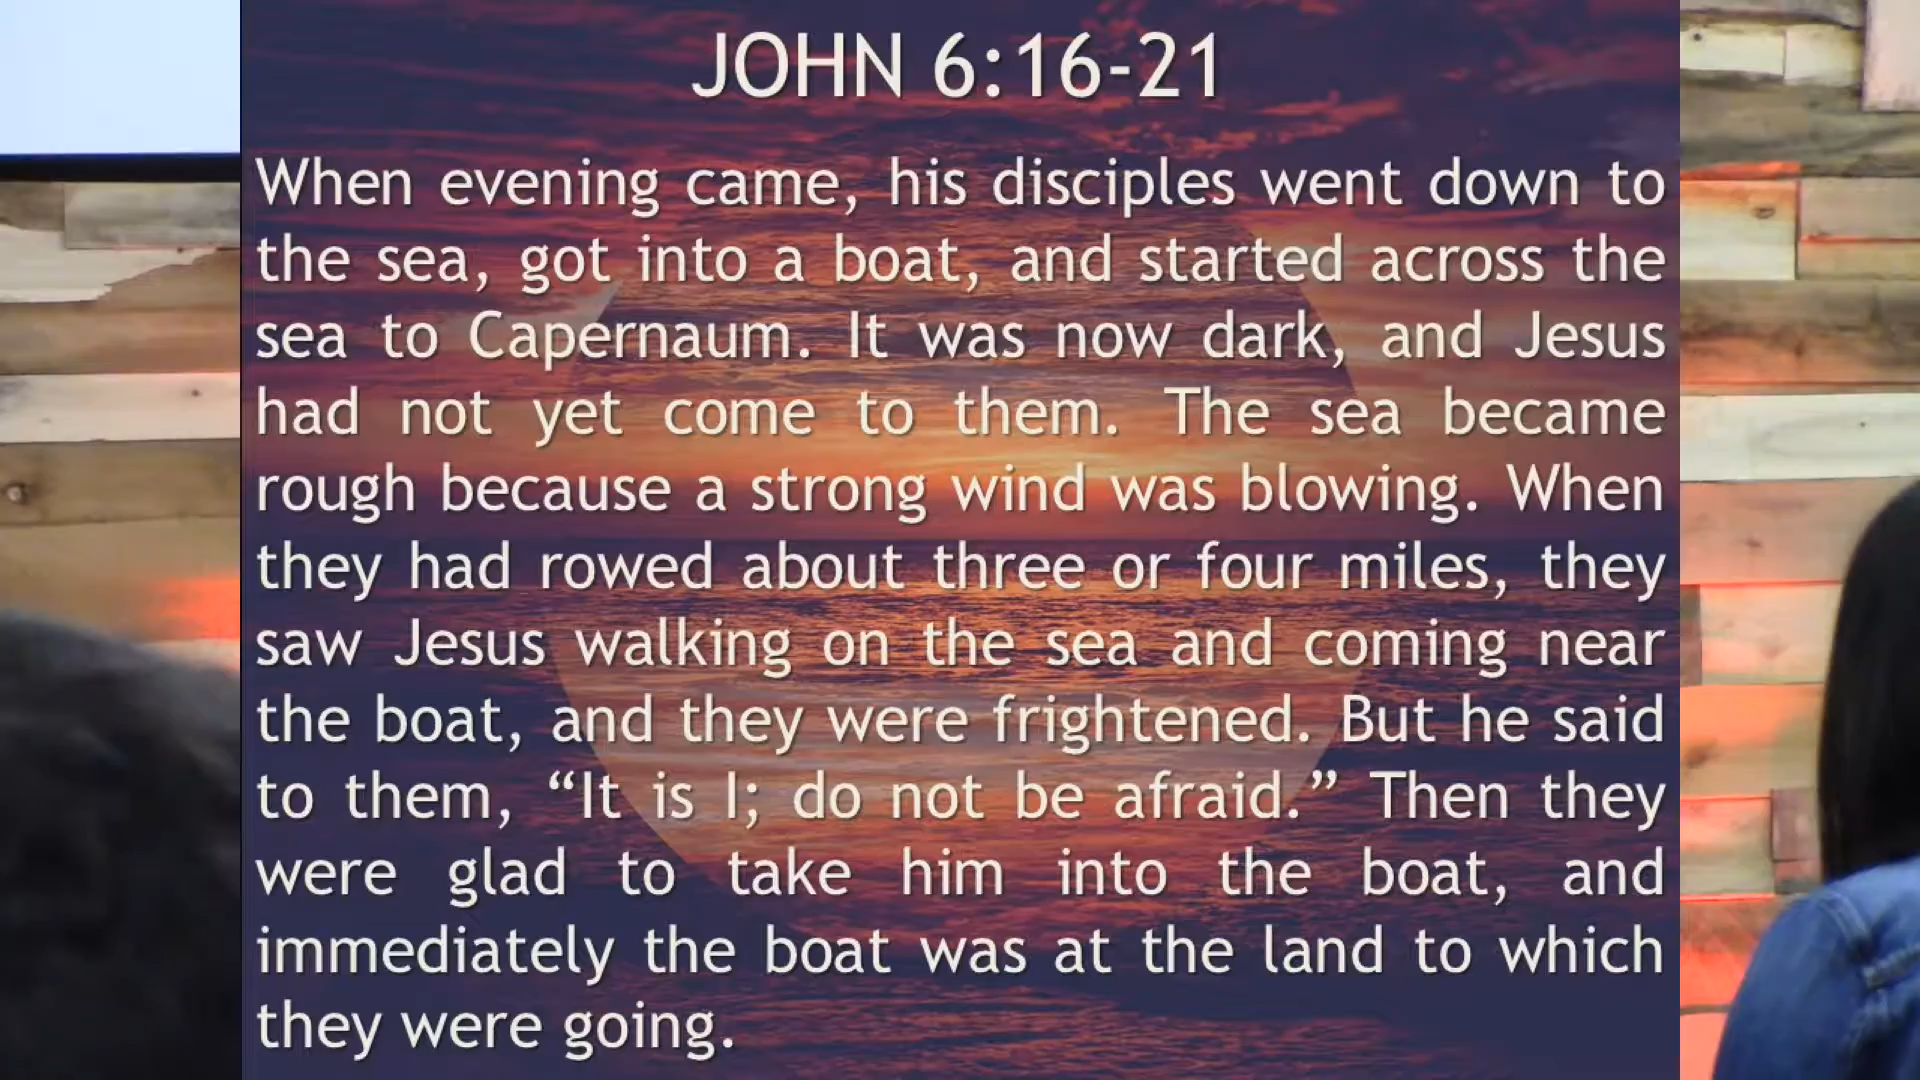 JOHN 6:16-21
When evening came, his disciples went down to
the sea, got into a boat, and started across the
sea to Capernaum. It was now dark, and Jesus
had not yet come to them. The sea became
rough because a strong wind was blowing. When
they had rowed about three or four miles, they
saw Jesus walking on the sea and coming near
the boat, and they were frightened. But he said
to them, “It is I; do not be afraid.” Then they
were glad to take him into the boat, and
immediately the boat was at the land to which
they were going.